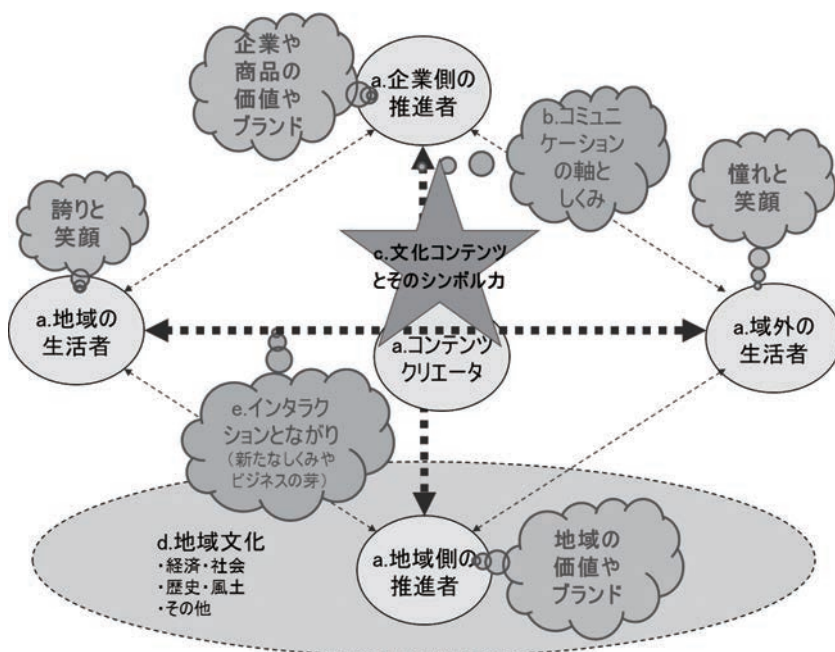 企業や
商品の
価値や
ブランド
a.企業側の
推進者
b.コミュニ
ケーション
の軸と
しくみ
憧れと
笑顔
誇りと
笑顔
c.文化コンテンツ
とそのシンボル力
a.地域の
生活者
a.コンテンツ
クリエータ
a.域外の
生活者
e.インタラク
ションとながり
(新たなしくみや
ビジネスの芽)
d.地域文化
・経済・社会
・歴史・風土
・その他
a.地域側の
推進者
地域の
価値や
ブランド